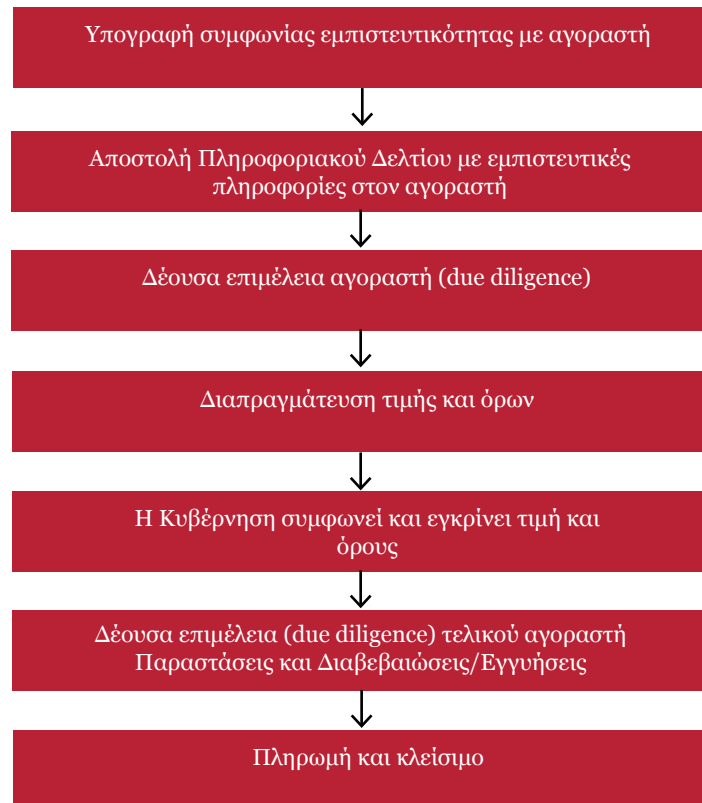 Υπογραφή συμφωνίας εμπιστευτικότητας με αγοραστή
Αποστολή Πληροφοριακού Δελτίου με εμπιστευτικές
πληροφορίες στον αγοραστή
Δέουσα επιμέλεια αγοραστή (due diligence)
Διαπραγμάτευση τιμής και όρων
Η Κυβέρνηση συμφωνεί και εγκρίνει τιμή και
όρους
Δέουσα επιμέλεια (due diligence) τελικού αγοραστή
Παραστάσεις και Διαβεβαιώσεις/Εγγυήσεις
Πληρωμή και κλείσιμο